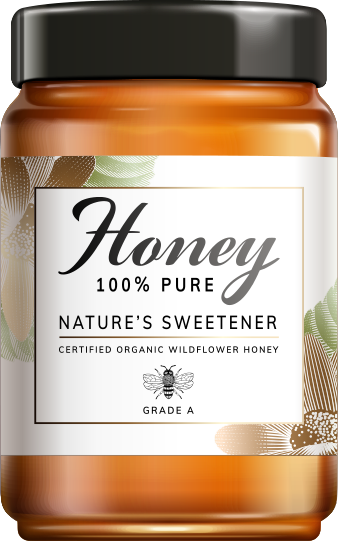 Honey
100% PURE
NATURE'S SWEETENER
CERTIFIED ORGANIC WILDFLOWER HONEY
GRADE A